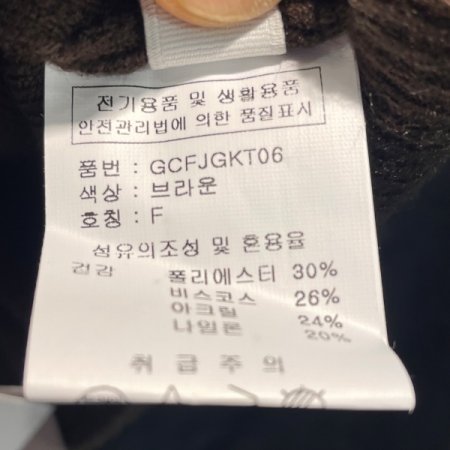 전기용품 및 생활용품
안전관리법에 의한 품질표시
품번 : GCFJGKT06
색상 : 브라운
호칭 : F
섬유의조성 및 혼용율
겉감 폴리에스터 30%
비스코스 26%
아크릴 24%
나일론 20%
취급주의